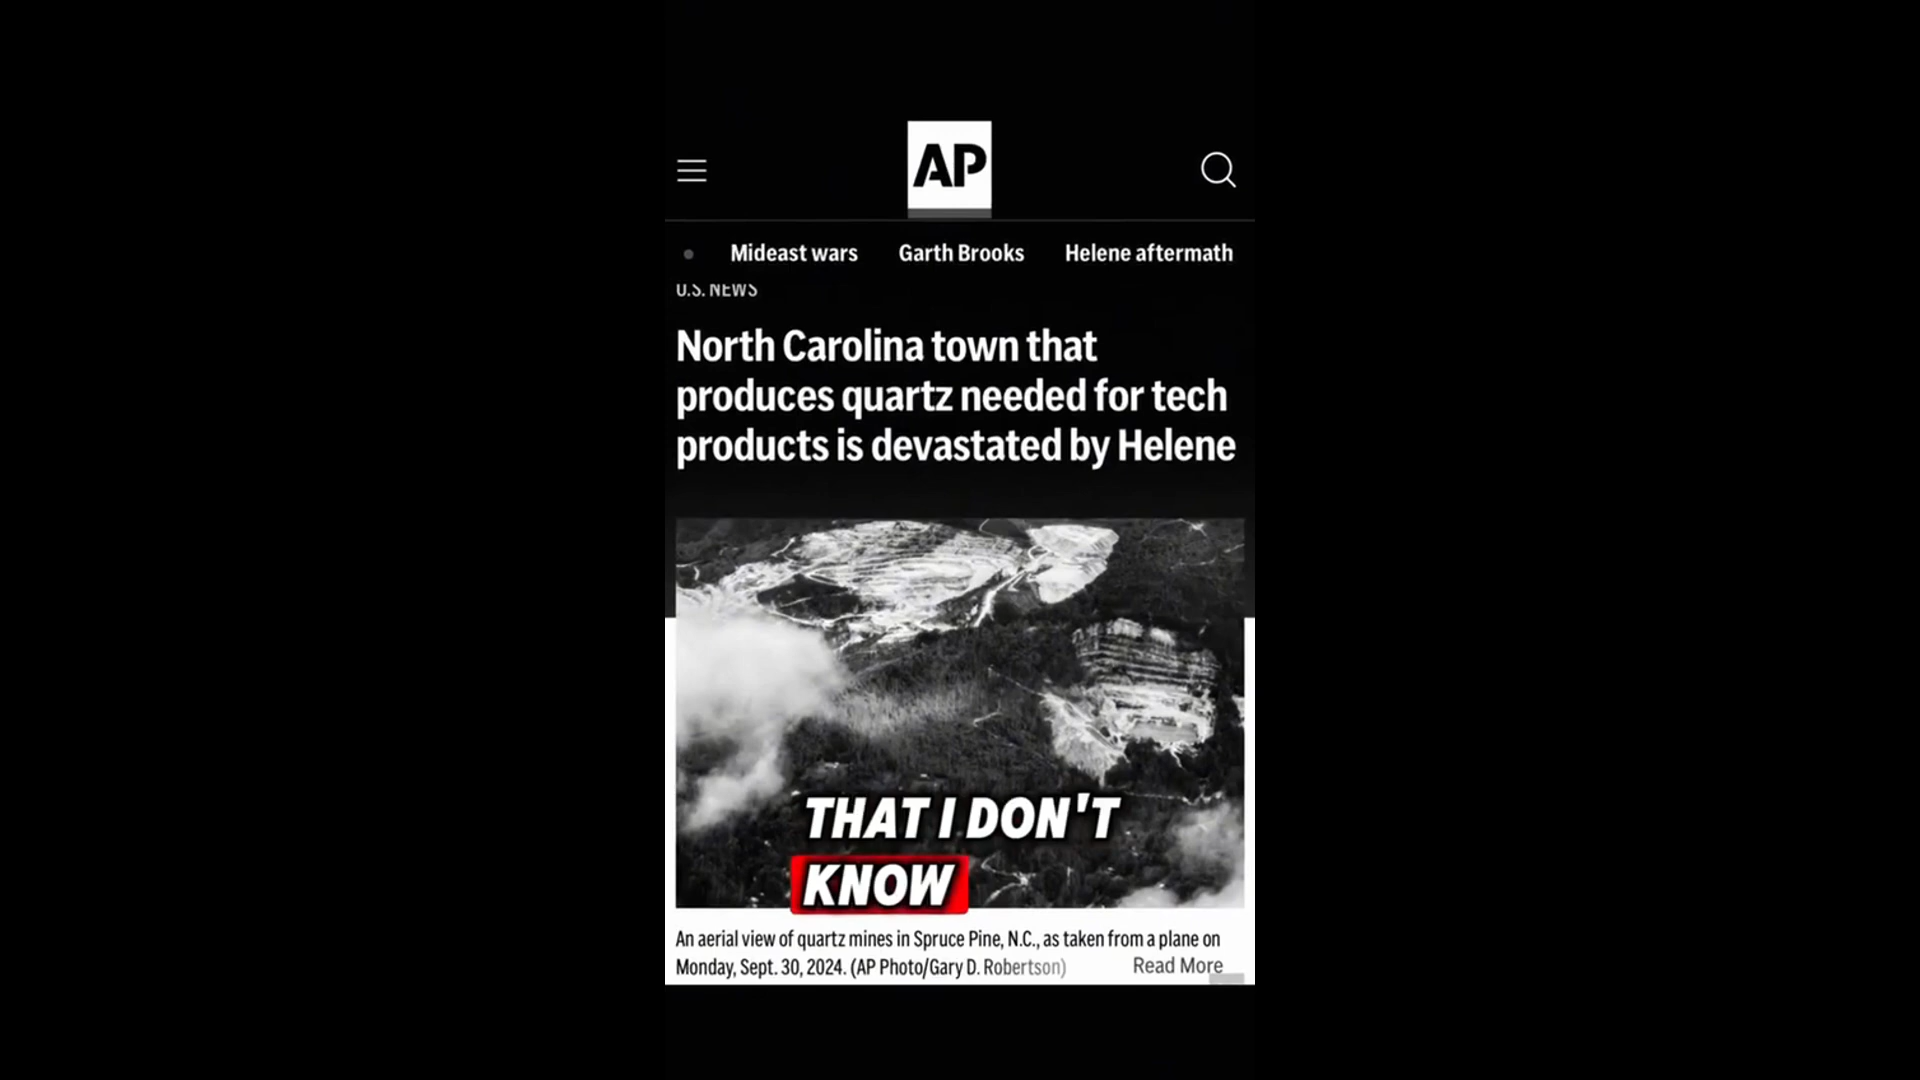 AP
Mideast wars Garth Brooks Helene aftermath
U.S. NEWS
North Carolina town that
produces quartz needed for tech
products is devastated by Helene
THAT I DON'T
KNOW
An aerial view of quartz mines in Spruce Pine, N.C., as taken from a plane on
Monday, Sept. 30, 2024. (AP Photo/Gary D. Robertson) Read More